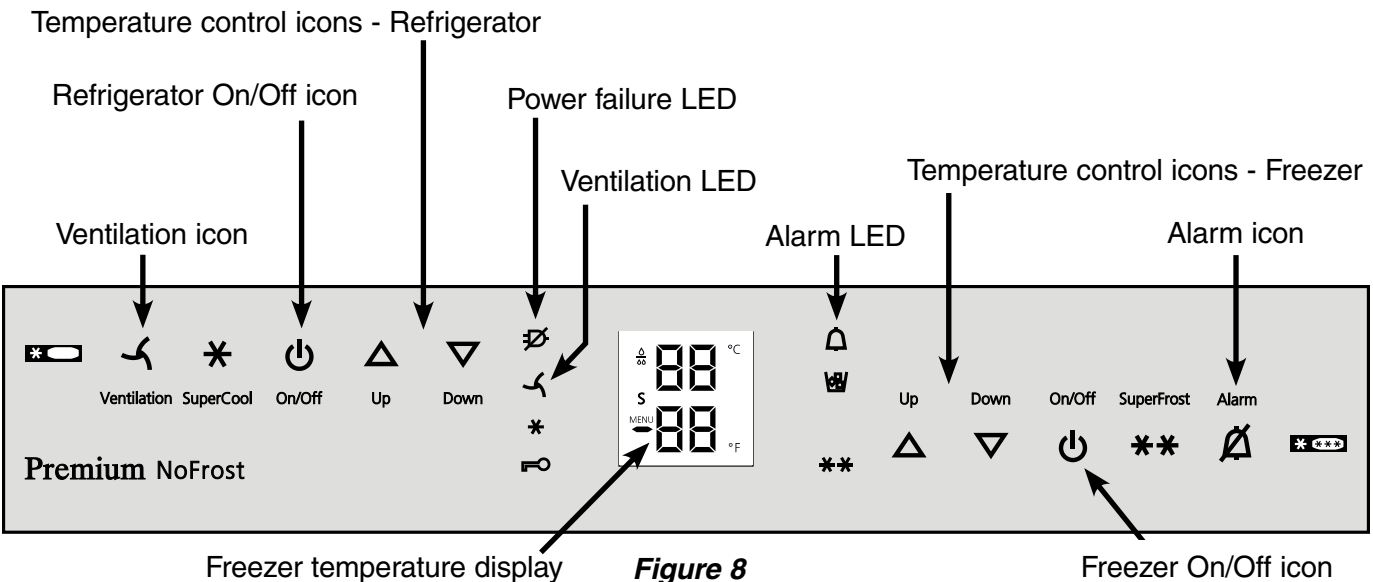 Temperature control icons - Refrigerator
Refrigerator On/Off icon
Power failure LED
Ventilation LED
Temperature control icons - Freezer
Ventilation icon
Alarm LED
Alarm icon
88 °C
S
MENU
88 °F
Ventilation SuperCool On/Off Up Down
Up Down On/Off SuperFrost Alarm
Premium NoFrost
Freezer temperature display
Figure 8
Freezer On/Off icon